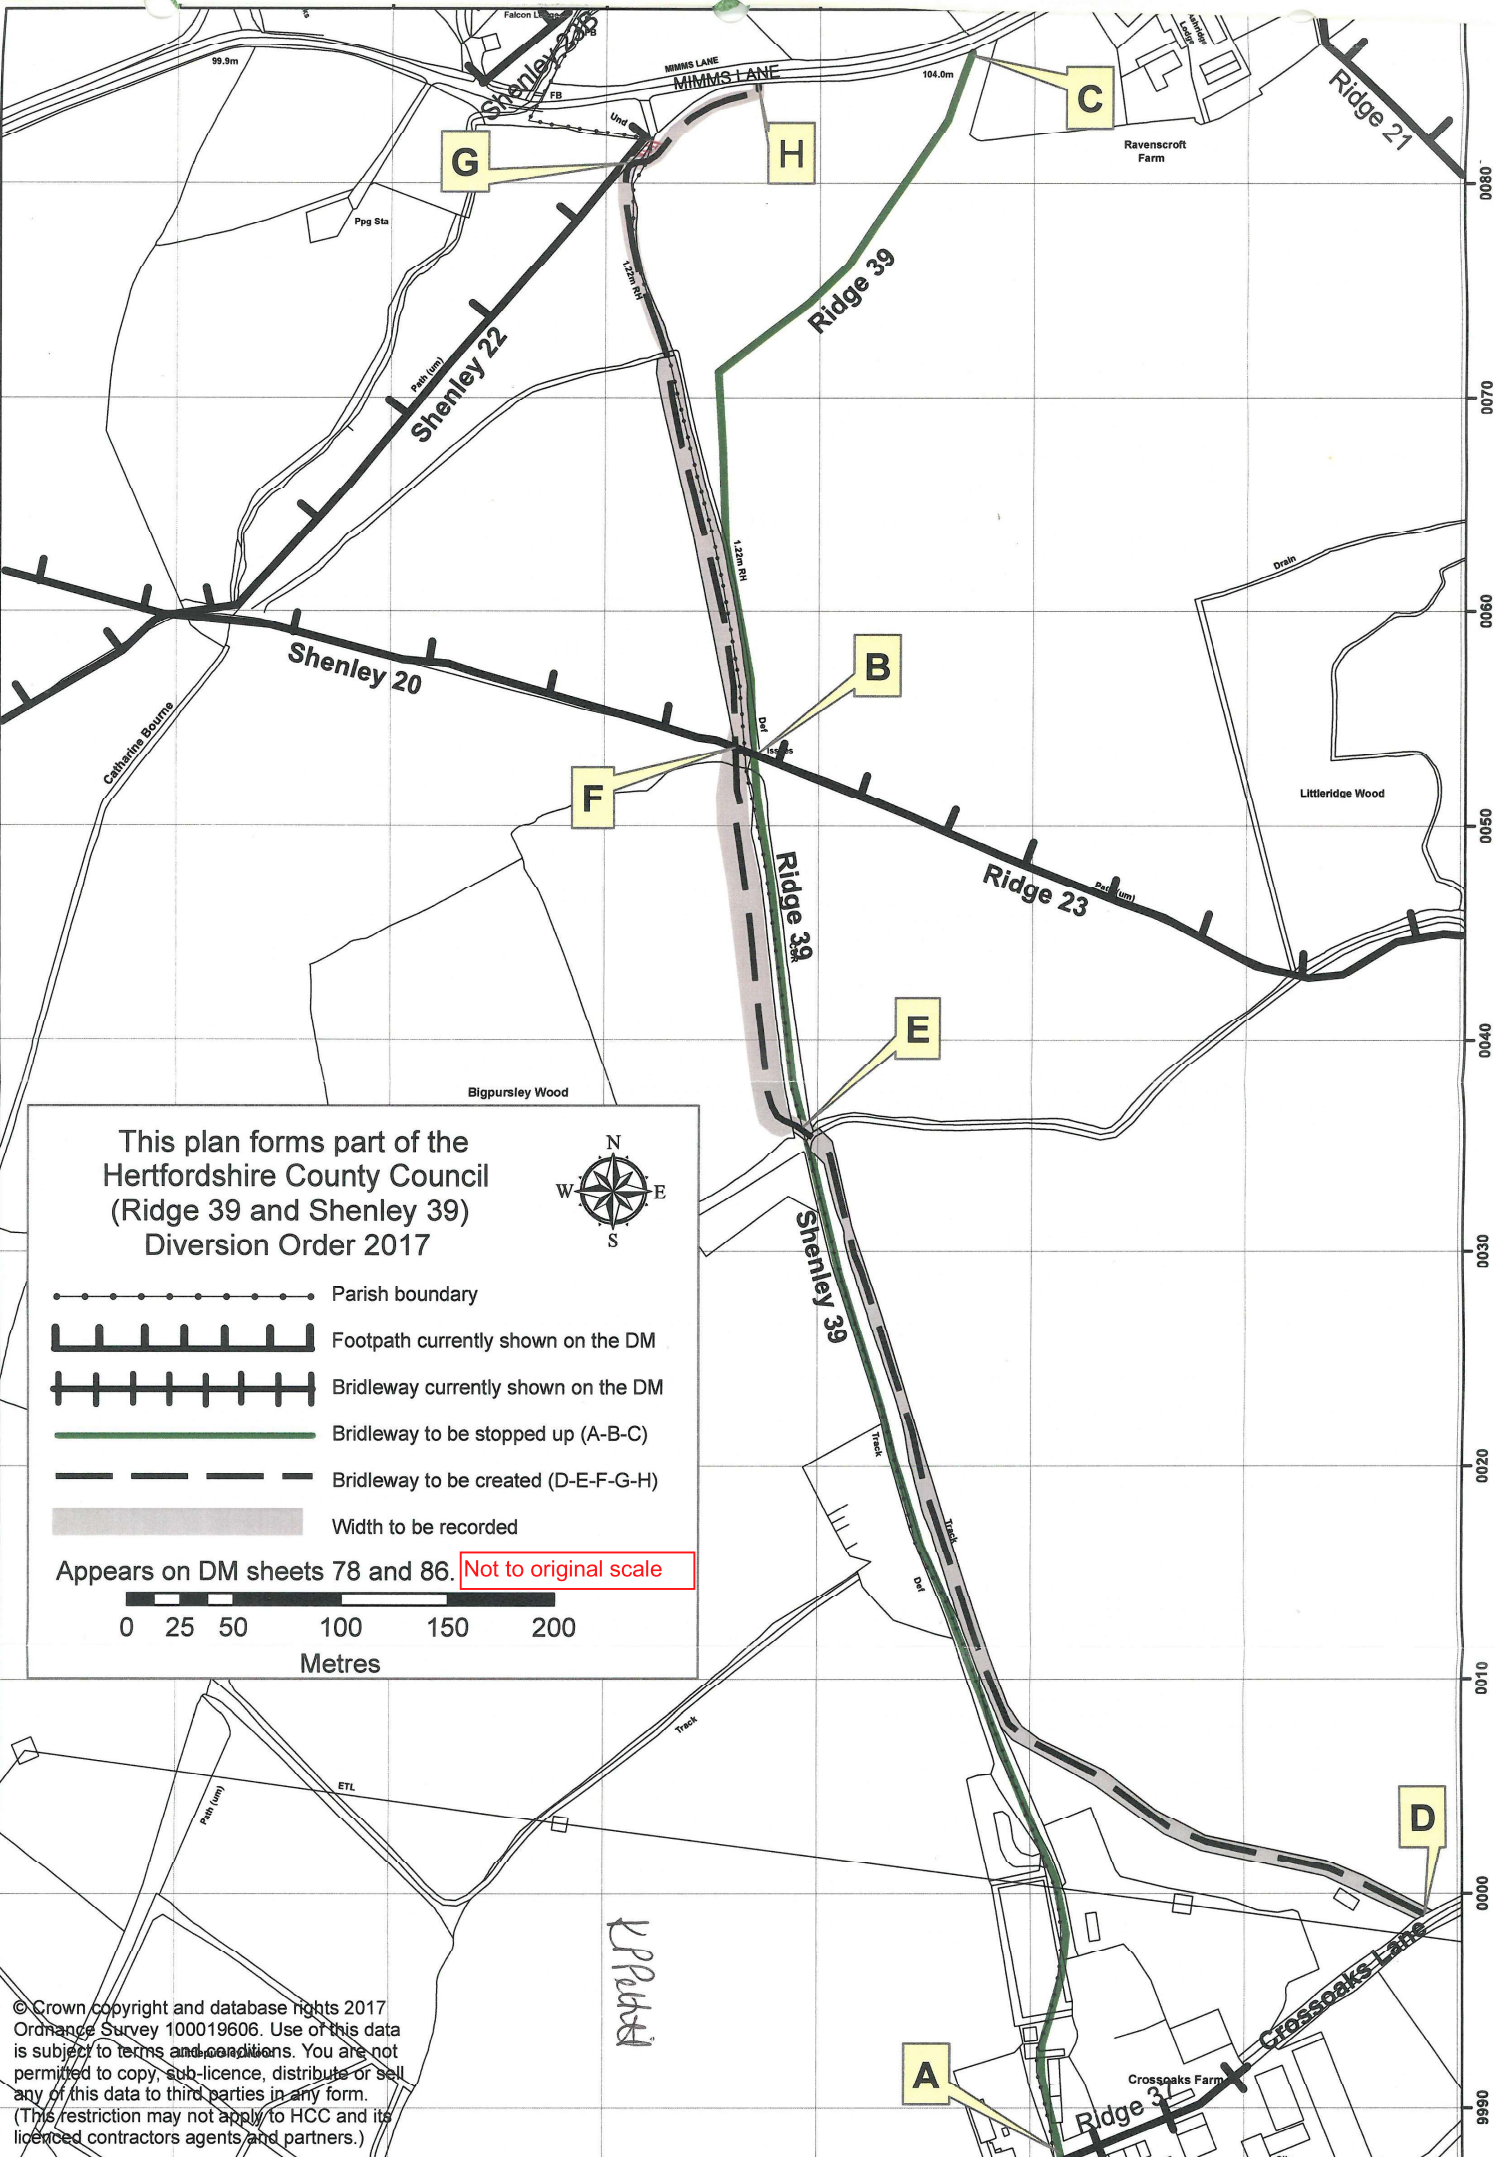 Falcon Lodge
Shenley 25B
FB
99.9m
MIMMS LANE
MIMMS LANE
104.0m
C
Ashridge
Lodge
Ridge 21
FB
Und
G
H
Ravenscroft
Farm
0080
Ppg Sta
Ridge 39
1.22m RH
Path (um)
Shenley 22
0070
1.22m RH
Drain
0060
B
Shenley 20
Def
Issues
Catharine Bourne
F
Littleridge Wood
0050
Ridge 39
CSR
Ridge 23
Path (um)
E
0040
Bigpursley Wood
This plan forms part of the
Hertfordshire County Council
(Ridge 39 and Shenley 39)
Diversion Order 2017
N
W E
S
Shenley 39
0030
Parish boundary
Footpath currently shown on the DM
Bridleway currently shown on the DM
Bridleway to be stopped up (A-B-C)
Bridleway to be created (D-E-F-G-H)
Width to be recorded
Appears on DM sheets 78 and 86. Not to original scale
0 25 50 100 150 200
Metres
Track
0020
Track
Def
0010
Track
ETL
Path (um)
D
0000
Crossoaks Lane
© Crown copyright and database rights 2017
Ordnance Survey 100019606. Use of this data
is subject to terms and conditions. You are not
permitted to copy, sub-licence, distribute or sell
any of this data to third parties in any form.
(This restriction may not apply to HCC and its
licenced contractors agents and partners.)
A
Crossoaks Farm
Ridge 37
9990